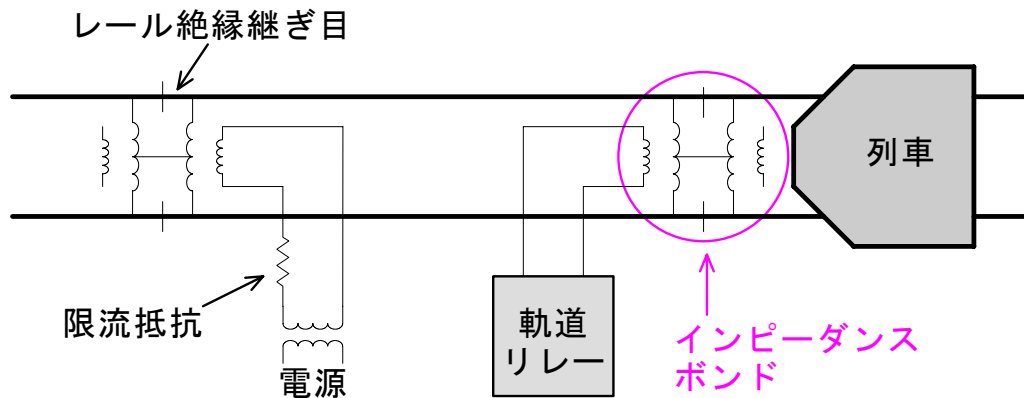 レール絶縁継ぎ目
列車
限流抵抗
電源
軌道
リレー
インピーダンス
ボンド